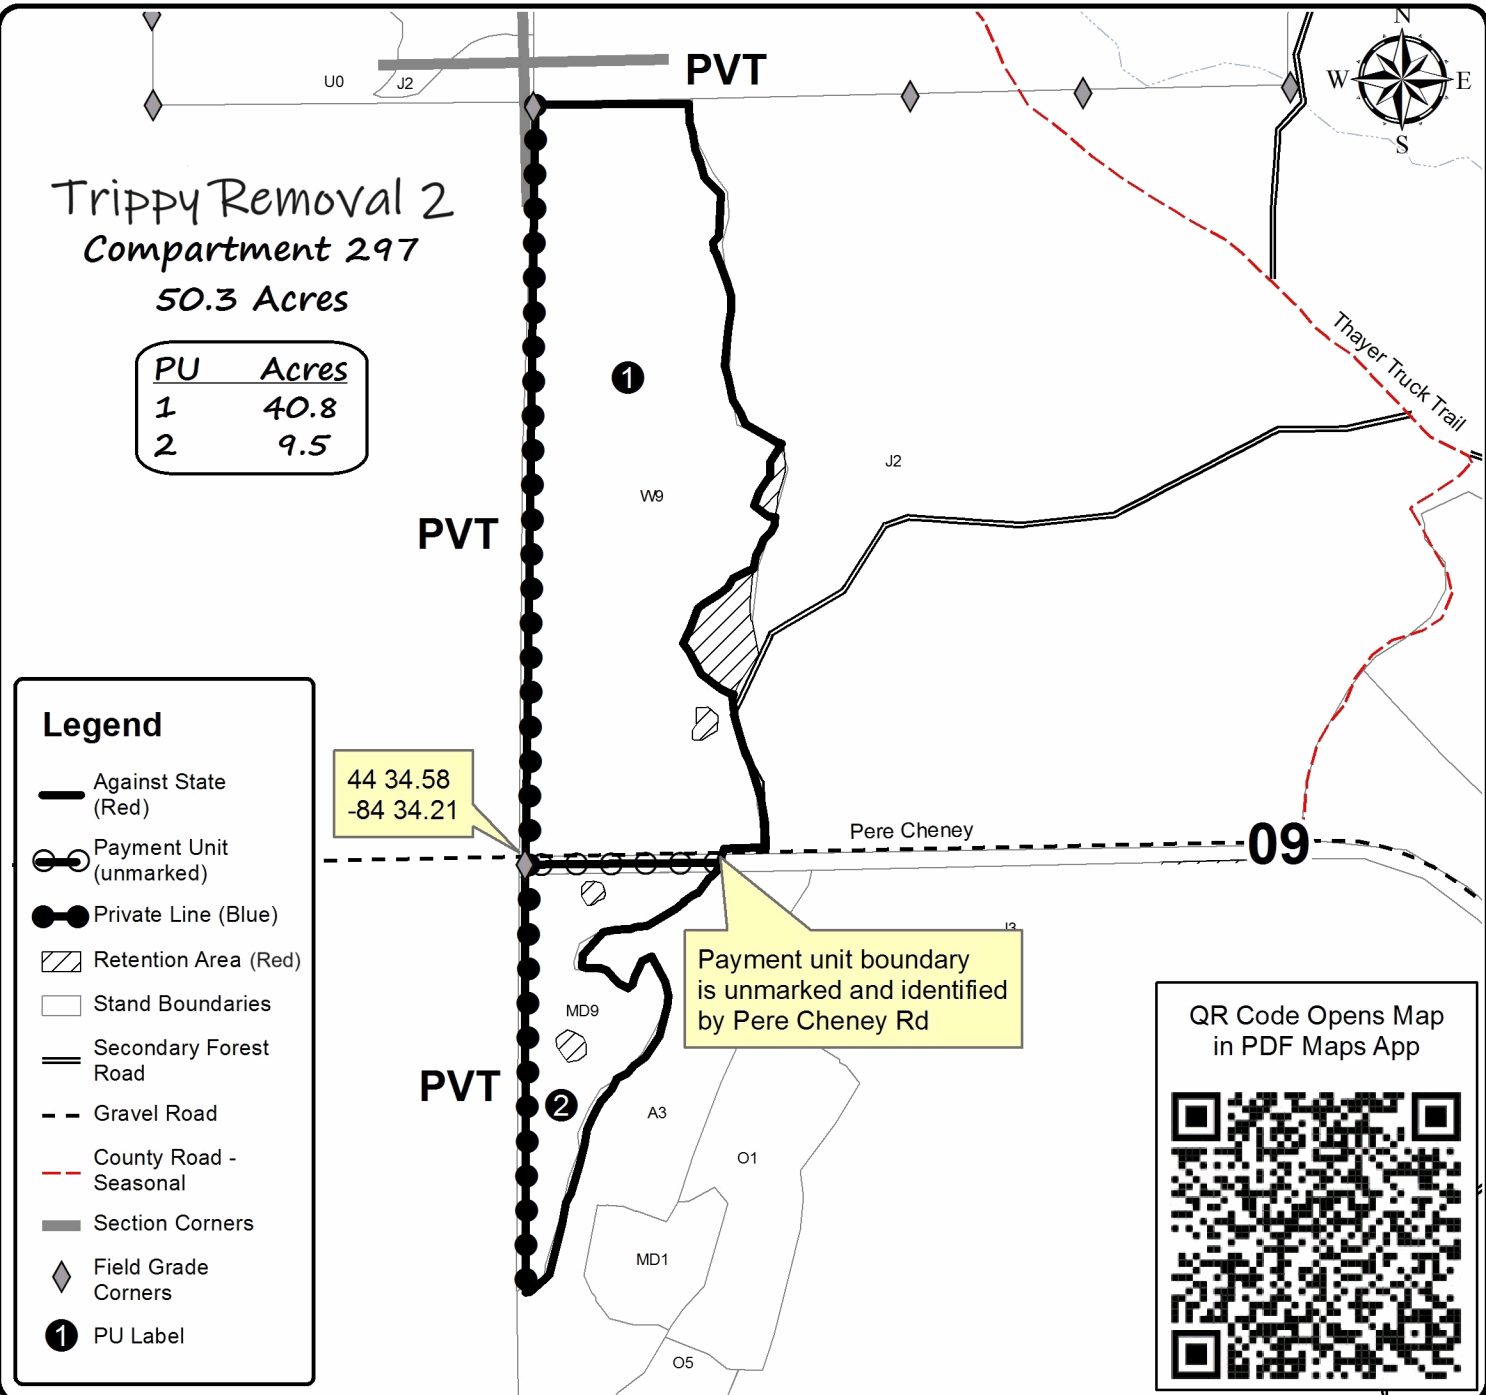 N
W E
S
PVT
U0
J2
Trippy Removal 2
Compartment 297
50.3 Acres
PU Acres
1 40.8
2 9.5
1
Thayer Truck Trail
J2
W9
PVT
Legend
Against State
(Red)
Payment Unit
(unmarked)
Private Line (Blue)
Retention Area (Red)
Stand Boundaries
Secondary Forest
Road
Gravel Road
County Road -
Seasonal
Section Corners
Field Grade
Corners
1 PU Label
44 34.58
-84 34.21
Pere Cheney
09
Payment unit boundary
is unmarked and identified
by Pere Cheney Rd
MD9
PVT
2
A3
O1
MD1
O5
QR Code Opens Map
in PDF Maps App